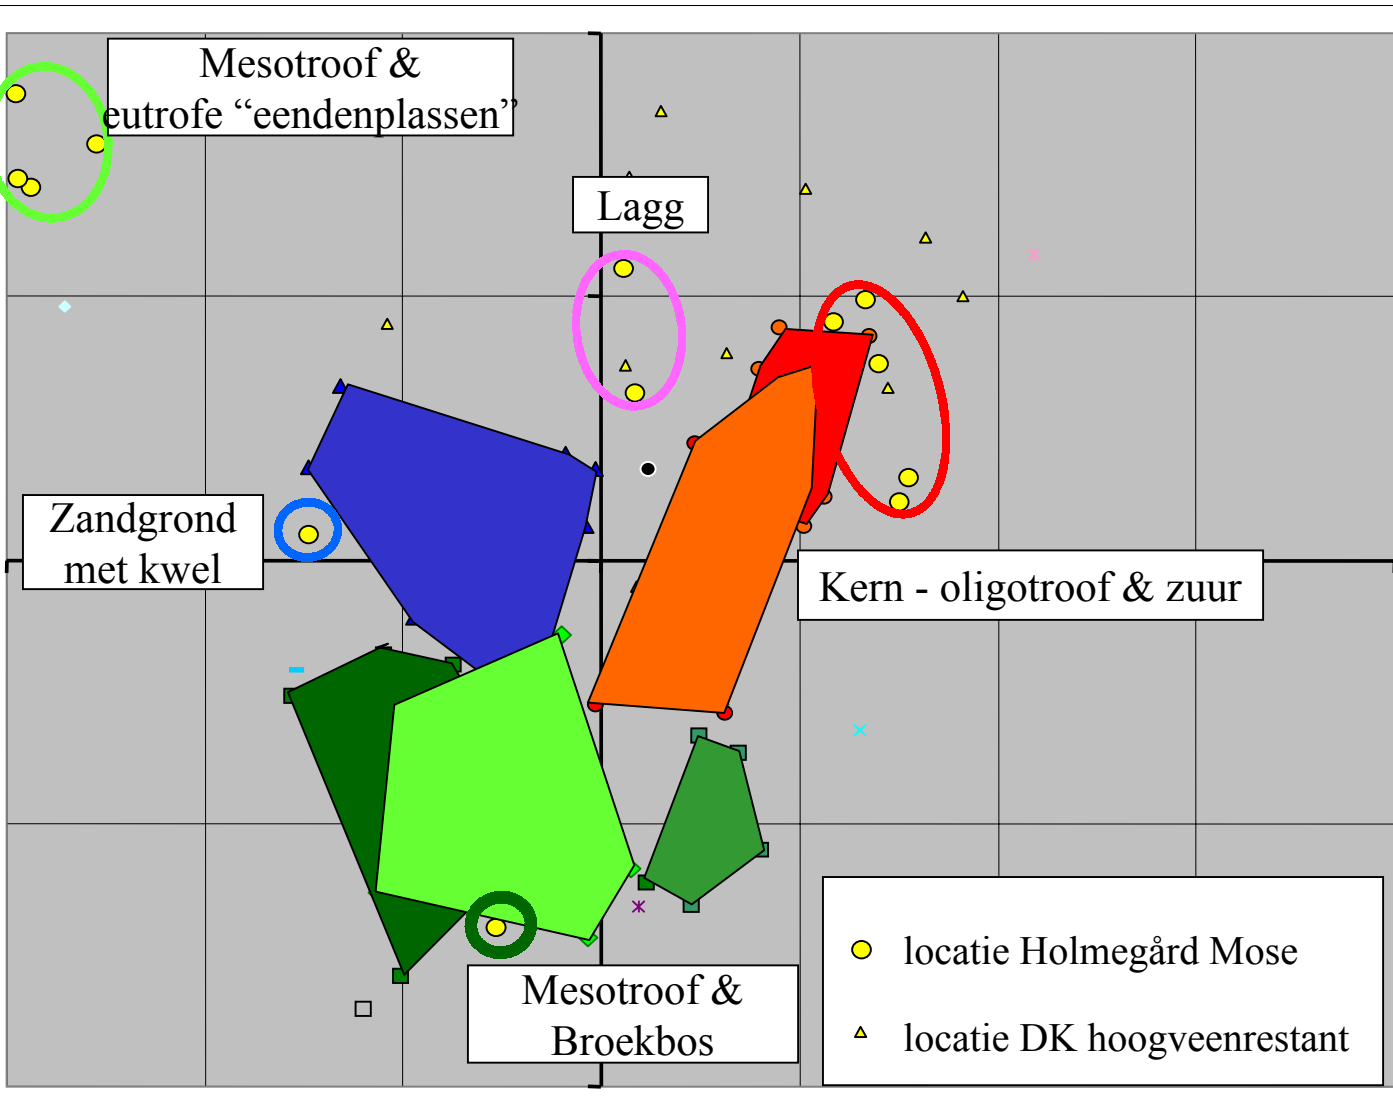 Mesotroof &
eutrofe “eendenplassen”
Lagg
Zandgrond
met kwel
Kern - oligotroof & zuur
Mesotroof &
Broekbos
locatie Holmegård Mose
locatie DK hoogveenrestant